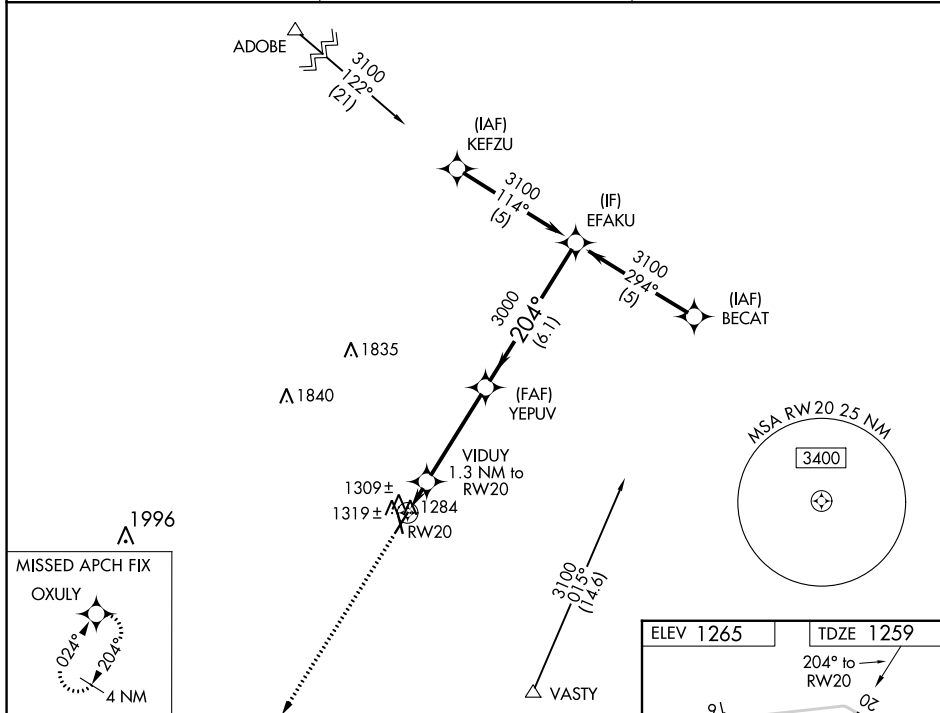 ADOBE
3100
122°
(21)
(IAF)
KEFZU
3100
114°
(5)
(IF)
EFAKU
3100
294°
(5)
(IAF)
BECAT
3000
204°
(6.1)
1835
1840
(FAF)
YEPUV
MSA RW20 25 NM
3400
VIDUY
1.3 NM to
RW20
1309±
1319±
1284
RW20
1996
MISSED APCH FIX
OXULY
024°
204°
4 NM
3100
015°
(14.6)
VASTY
ELEV 1265
TDZE 1259
204° to
RW20
20